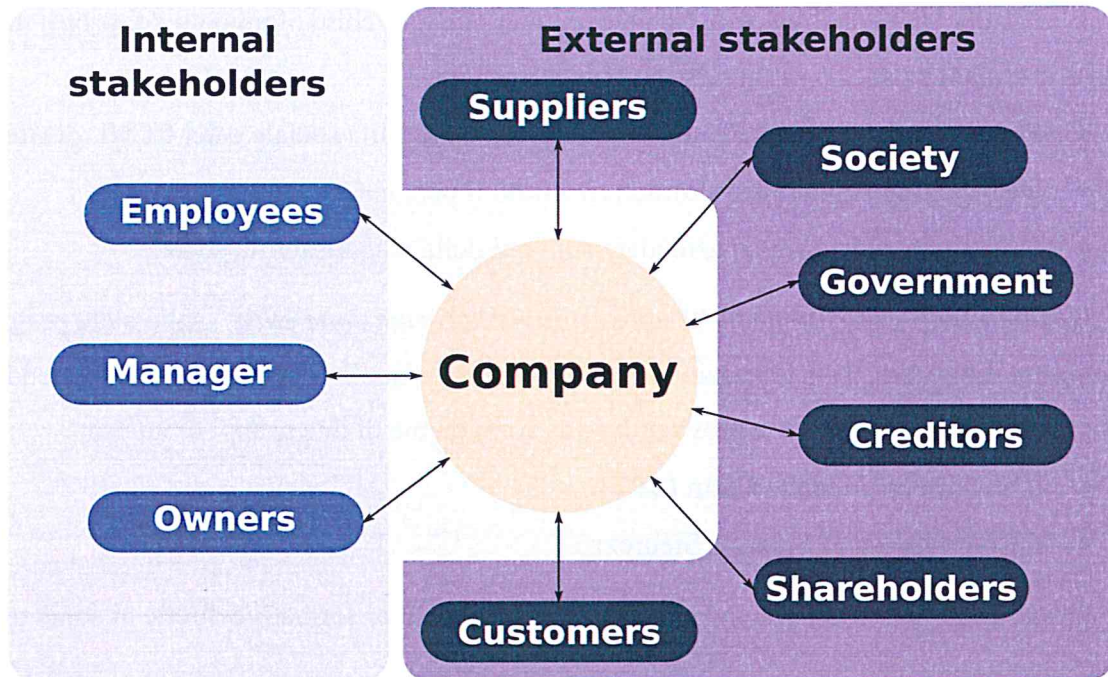 Internal
stakeholders
Employees
Manager
Owners
External stakeholders
Suppliers
Society
Government
Company
Creditors
Shareholders
Customers